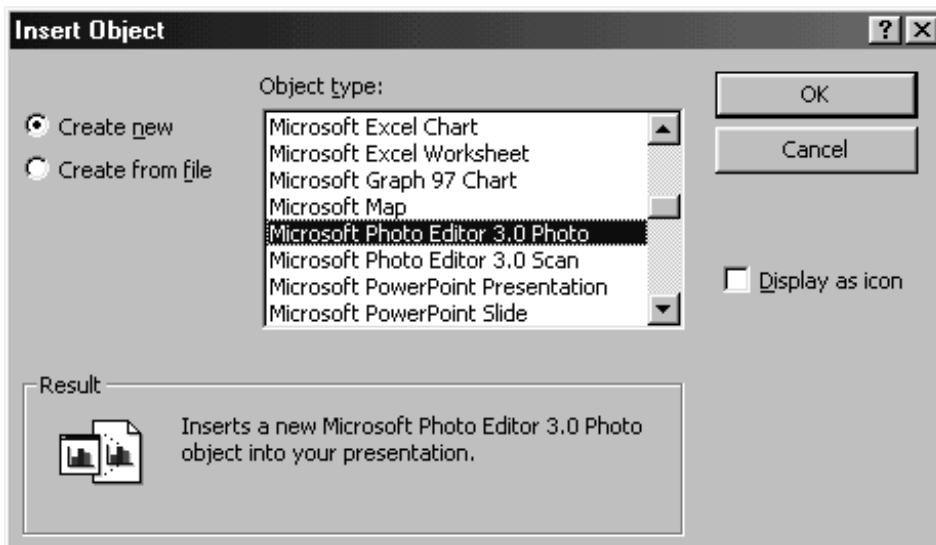 Insert Object
Object type:
Create new
Create from file
Microsoft Excel Chart
Microsoft Excel Worksheet
Microsoft Graph 97 Chart
Microsoft Map
Microsoft Photo Editor 3.0 Photo
Microsoft Photo Editor 3.0 Scan
Microsoft PowerPoint Presentation
Microsoft PowerPoint Slide
OK
Cancel
Display as icon
Result
Inserts a new Microsoft Photo Editor 3.0 Photo
object into your presentation.